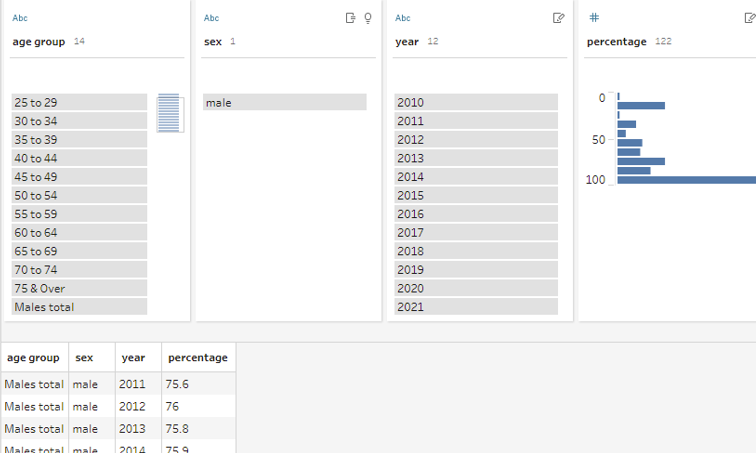 Abc Abc Abc #
age group 14 sex 1 year 12 percentage 122
25 to 29 male 2010 0
30 to 34 2011
35 to 39 2012
40 to 44 2013
45 to 49 2014 50
50 to 54 2015
55 to 59 2016
60 to 64 2017
65 to 69 2018 100
70 to 74 2019
75 & Over 2020
Males total 2021
age group sex year percentage
Males total male 2011 75.6
Males total male 2012 76
Males total male 2013 75.8
Males total male 2014 75.9